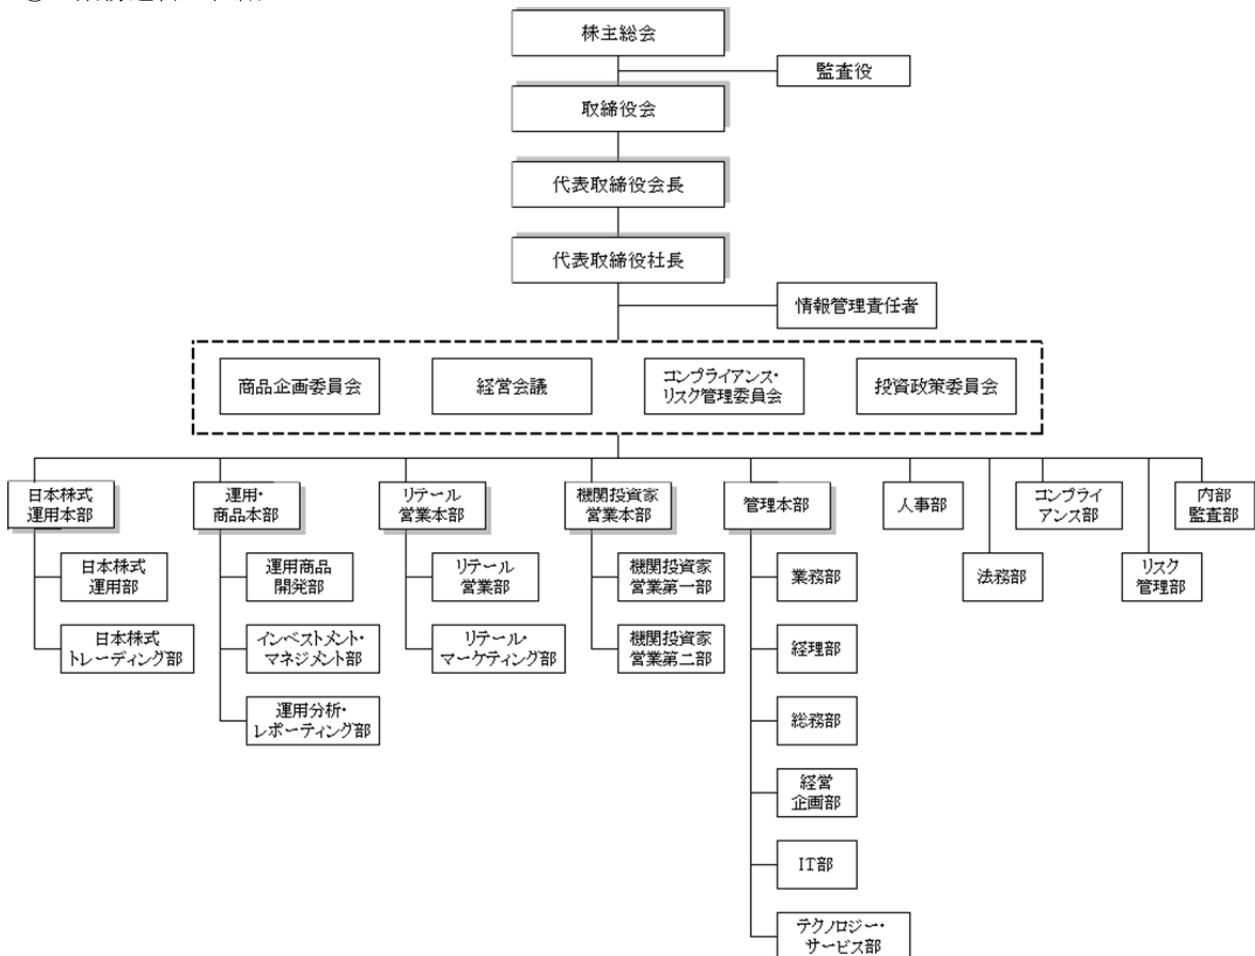 株主総会
監査役
取締役会
代表取締役会長
代表取締役社長
情報管理責任者
商品企画委員会
経営会議
コンプライアンス・
リスク管理委員会
投資政策委員会
日本株式
運用本部
運用・
商品本部
リテール
営業本部
機関投資家
営業本部
管理本部
人事部
コンプライ
アンス部
内部
監査部
日本株式
運用部
運用商品
開発部
リテール
営業部
機関投資家
営業第一部
業務部
法務部
リスク
管理部
日本株式
トレーディング部
インベストメント・
マネジメント部
リテール・
マーケティング部
機関投資家
営業第二部
経理部
運用分析・
レポーティング部
総務部
経営
企画部
IT部
テクノロジー・
サービス部